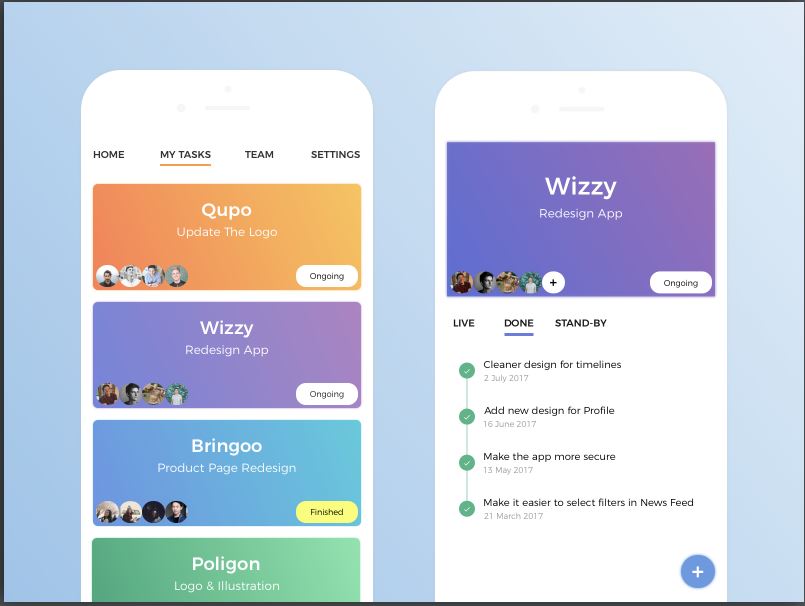 HOME MY TASKS TEAM SETTINGS
Qupo
Update The Logo
Ongoing
Wizzy
Redesign App
Ongoing
Bringoo
Product Page Redesign
Finished
Poligon
Logo & Illustration
Wizzy
Redesign App
+
Ongoing
LIVE DONE STAND-BY
Cleaner design for timelines
2 July 2017
Add new design for Profile
16 June 2017
Make the app more secure
13 May 2017
Make it easier to select filters in News Feed
21 March 2017
+